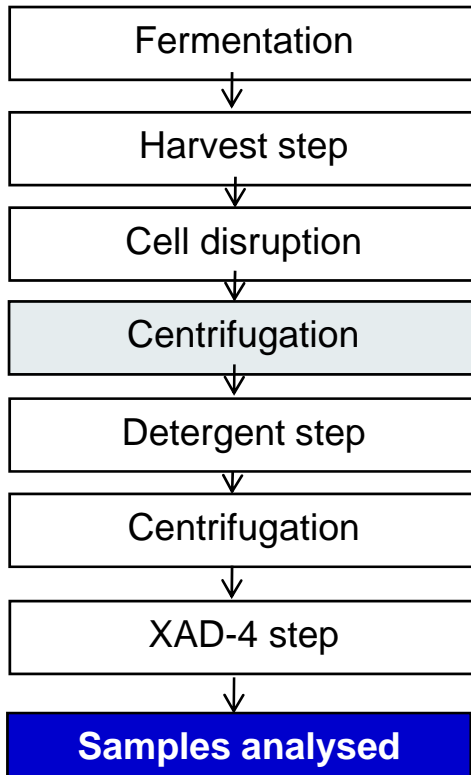 Fermentation
Harvest step
Cell disruption
Centrifugation
Detergent step
Centrifugation
XAD-4 step
Samples analysed